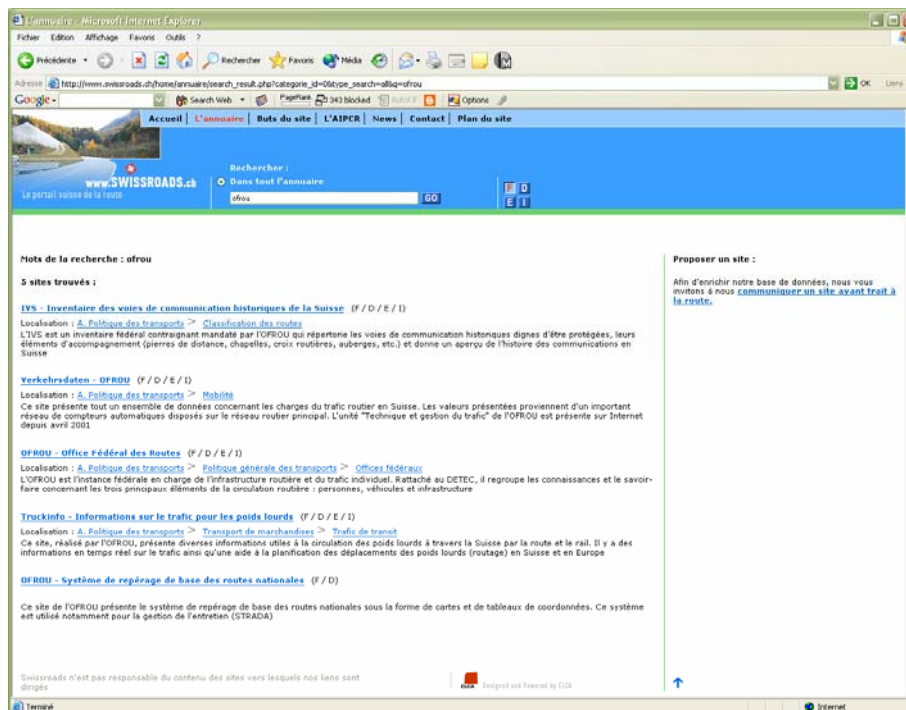 L'annuaire - Microsoft Internet Explorer
Fichier Edition Affichage Favoris Outils ?
Précédente Rechercher Favoris Média
Adresse http://www.swissroads.ch/home/annuaire/search_result.php?categorie_id=0&type_search=all&q=ofrou OK Liens
Google Search Web PageRank 343 blocked AutoFill Options
Accueil | L'annuaire | Buts du site | L'AIPCR | News | Contact | Plan du site
Rechercher :
www.SWISSROADS.ch Dans tout l'annuaire
Le portail suisse de la route ofrou GO F D
E I
Mots de la recherche : ofrou
5 sites trouvés :
IVS - Inventaire des voies de communication historiques de la Suisse (F / D / E / I)
Localisation : A. Politique des transports > Classification des routes
L'IVS est un inventaire fédéral contraignant mandaté par l'OFROU qui répertorie les voies de communication historiques dignes d'être protégées, leurs
éléments d'accompagnement (pierres de distance, chapelles, croix routières, auberges, etc.) et donne un aperçu de l'histoire des communications en
Suisse
Verkehrsdaten - OFROU (F / D / E / I)
Localisation : A. Politique des transports > Mobilité
Ce site présente tout un ensemble de données concernant les charges du trafic routier en Suisse. Les valeurs présentées proviennent d'un important
réseau de compteurs automatiques disposés sur le réseau routier principal. L'unité "Technique et gestion du trafic" de l'OFROU est présente sur Internet
depuis avril 2001
OFROU - Office Fédéral des Routes (F / D / E / I)
Localisation : A. Politique des transports > Politique générale des transports > Offices fédéraux
L'OFROU est l'instance fédérale en charge de l'infrastructure routière et du trafic individuel. Rattaché au DETEC, il regroupe les connaissances et le savoir-
faire concernant les trois principaux éléments de la circulation routière : personnes, véhicules et infrastructure
Truckinfo - Informations sur le trafic pour les poids lourds (F / D / E / I)
Localisation : A. Politique des transports > Transport de marchandises > Trafic de transit
Ce site, réalisé par l'OFROU, présente diverses informations utiles à la circulation des poids lourds à travers la Suisse par la route et le rail. Il y a des
informations en temps réel sur le trafic ainsi qu'une aide à la planification des déplacements des poids lourds (routage) en Suisse et en Europe
OFROU - Système de repérage de base des routes nationales (F / D)
Ce site de l'OFROU présente le système de repérage de base des routes nationales sous la forme de cartes et de tableaux de coordonnées. Ce système
est utilisé notamment pour la gestion de l'entretien (STRADA)
Proposer un site :
Afin d'enrichir notre base de données, nous vous
invitons à nous communiquer un site ayant trait à
la route.
Swissroads n'est pas responsable du contenu des sites vers lesquels nos liens sont
dirigés
ELCA Designed and Powered by ELCA
Terminé Internet